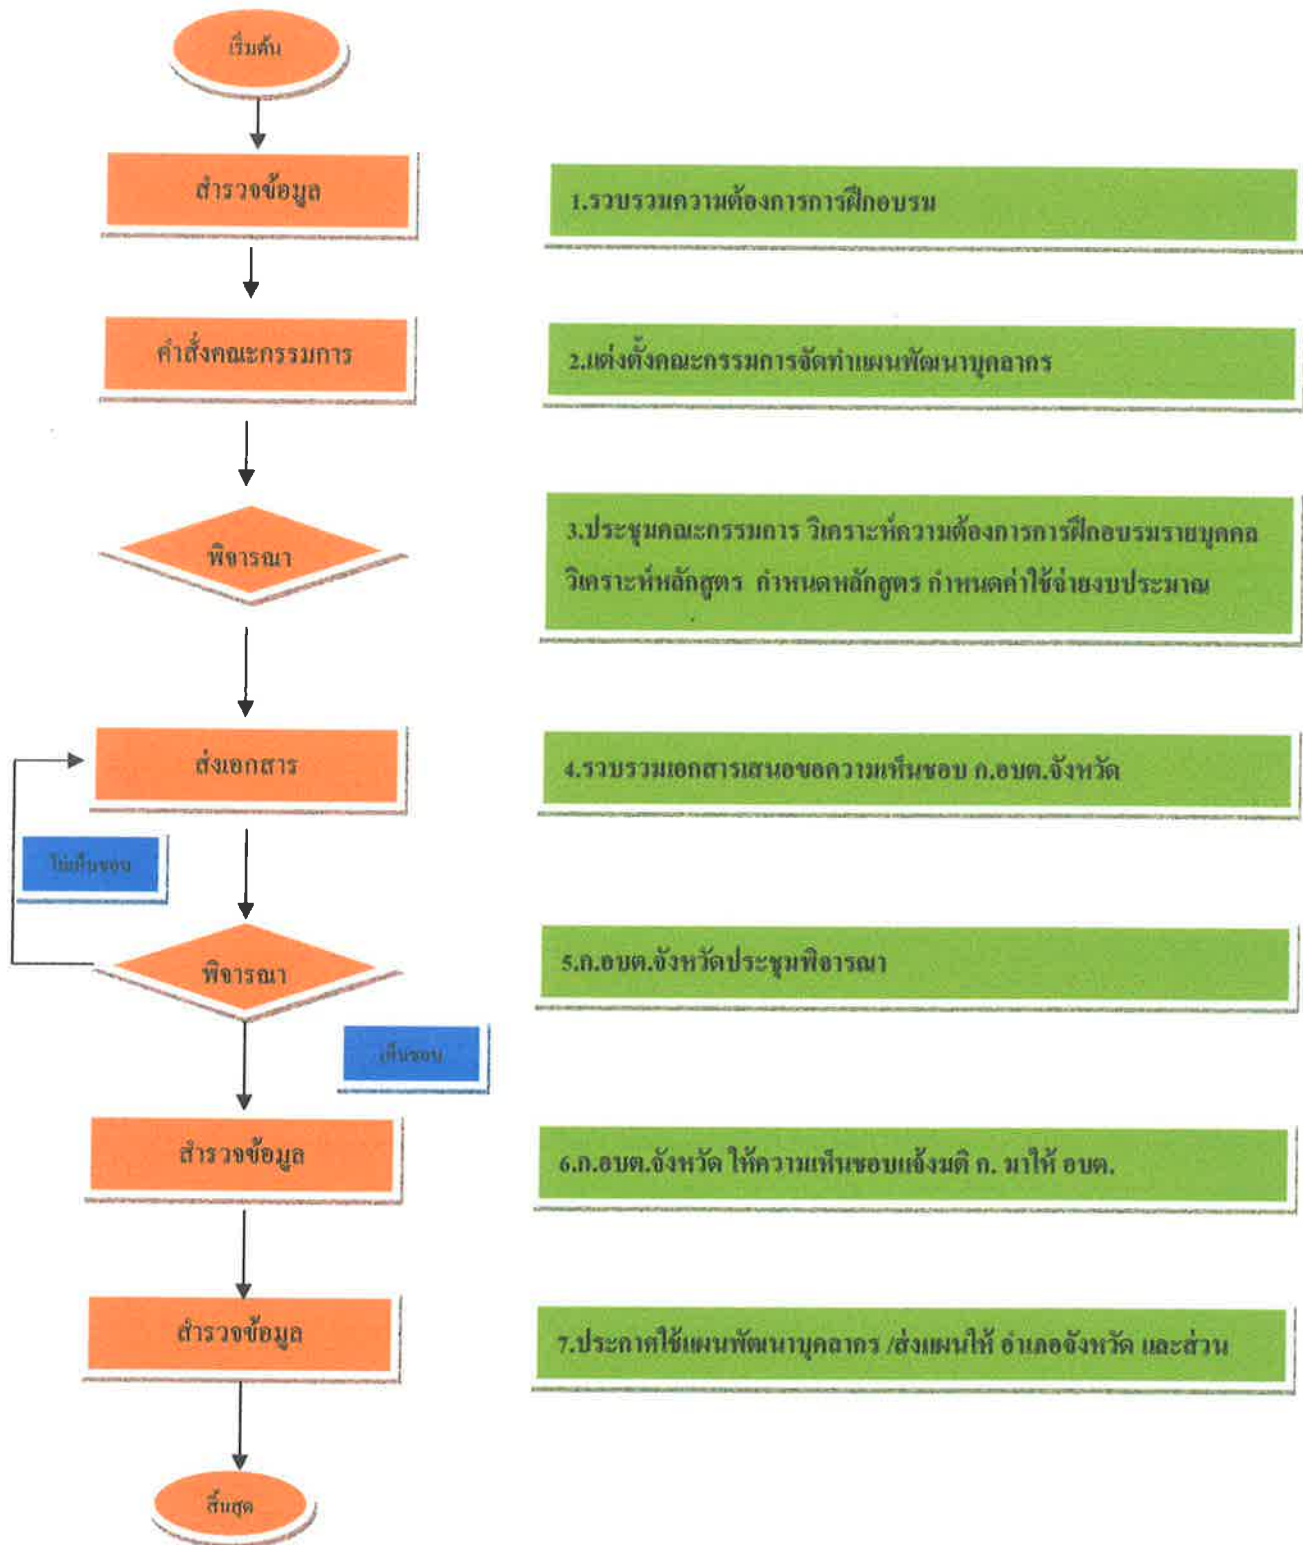 เริ่มต้น
สำรวจข้อมูล
1.รวบรวมความต้องการการฝึกอบรม
คำสั่งคณะกรรมการ
2.แต่งตั้งคณะกรรมการจัดทำแผนพัฒนาบุคลากร
พิจารณา
3.ประชุมคณะกรรมการ วิเคราะห์ความต้องการการฝึกอบรมรายบุคคล
วิเคราะห์หลักสูตร กำหนดหลักสูตร กำหนดค่าใช้จ่ายงบประมาณ
ส่งเอกสาร
4.รวบรวมเอกสารเสนอขอความเห็นชอบ ก.อบต.จังหวัด
ไม่เห็นชอบ
พิจารณา
5.ก.อบต.จังหวัดประชุมพิจารณา
เห็นชอบ
สำรวจข้อมูล
6.ก.อบต.จังหวัด ให้ความเห็นชอบแจ้งมติ ก. มาให้ อบต.
สำรวจข้อมูล
7.ประกาศใช้แผนพัฒนาบุคลากร /ส่งแผนให้ อำเภอจังหวัด และส่วน
สิ้นสุด